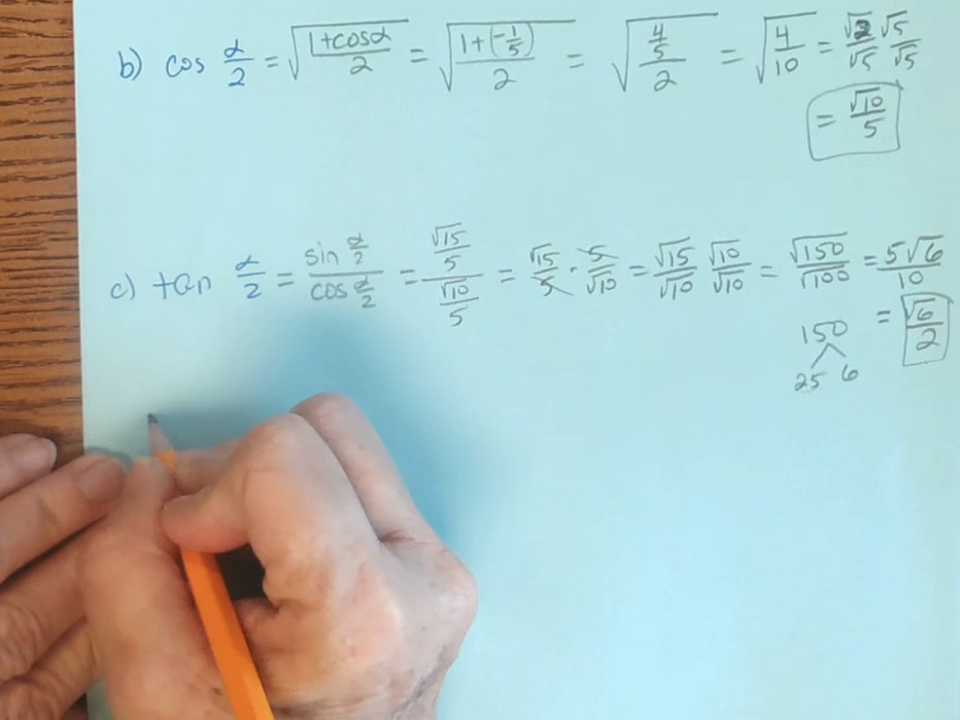 b) cos α/2 = √((1+cosα)/2) = √((1+(-1/5))/2) = √((4/5)/2) = √(4/10) = √2/√5 √5/√5
= √10/5
c) tan α/2 = (sin α/2)/(cos α/2) = (√15/5)/(√10/5) = √15/5 · 5/√10 = √15/√10 √10/√10 = √150/√100 = 5√6/10
150 = √6/2
25 6